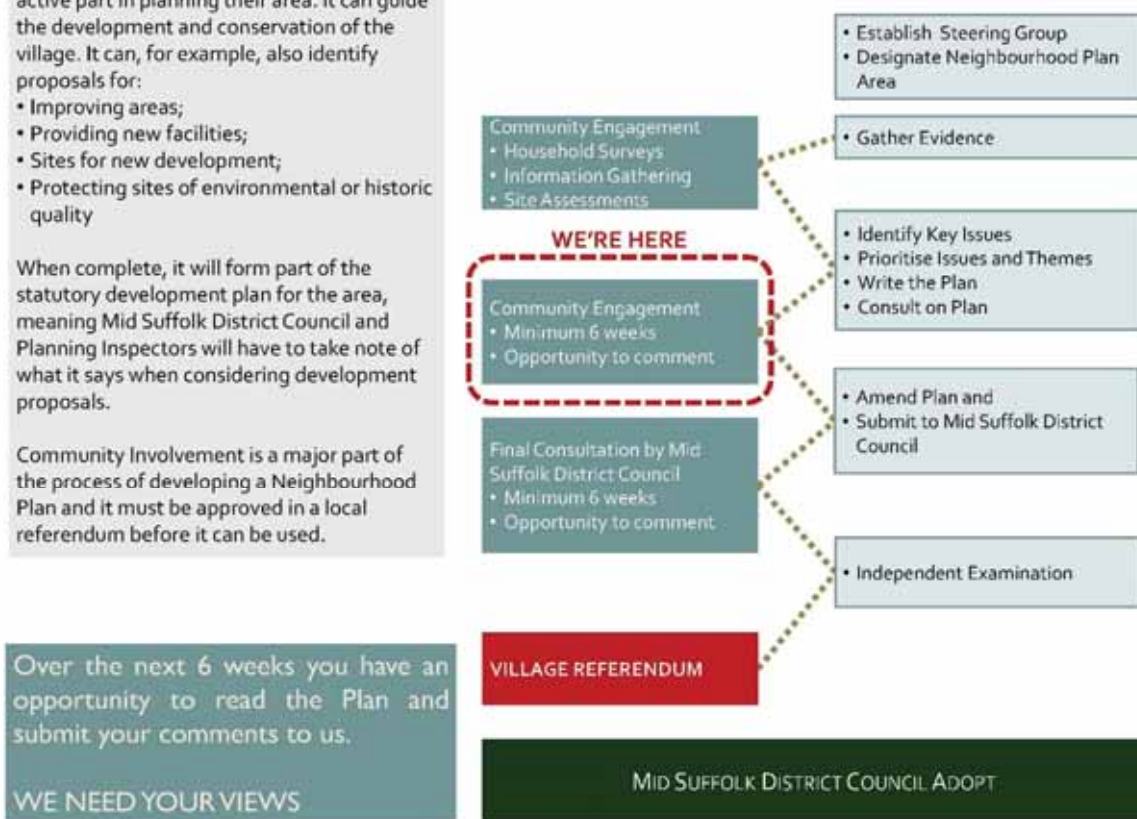 active part in planning their area. It can guide
the development and conservation of the
village. It can, for example, also identify
proposals for:
• Improving areas;
• Providing new facilities;
• Sites for new development;
• Protecting sites of environmental or historic
quality
When complete, it will form part of the
statutory development plan for the area,
meaning Mid Suffolk District Council and
Planning Inspectors will have to take note of
what it says when considering development
proposals.
Community Involvement is a major part of
the process of developing a Neighbourhood
Plan and it must be approved in a local
referendum before it can be used.
Over the next 6 weeks you have an
opportunity to read the Plan and
submit your comments to us.
WE NEED YOUR VIEWS
• Establish Steering Group
• Designate Neighbourhood Plan
Area
Community Engagement
• Household Surveys
• Information Gathering
• Site Assessments
• Gather Evidence
• Identify Key Issues
• Prioritise Issues and Themes
• Write the Plan
• Consult on Plan
WE'RE HERE
Community Engagement
• Minimum 6 weeks
• Opportunity to comment
• Amend Plan and
• Submit to Mid Suffolk District
Council
Final Consultation by Mid
Suffolk District Council
• Minimum 6 weeks
• Opportunity to comment
• Independent Examination
VILLAGE REFERENDUM
MID SUFFOLK DISTRICT COUNCIL ADOPT